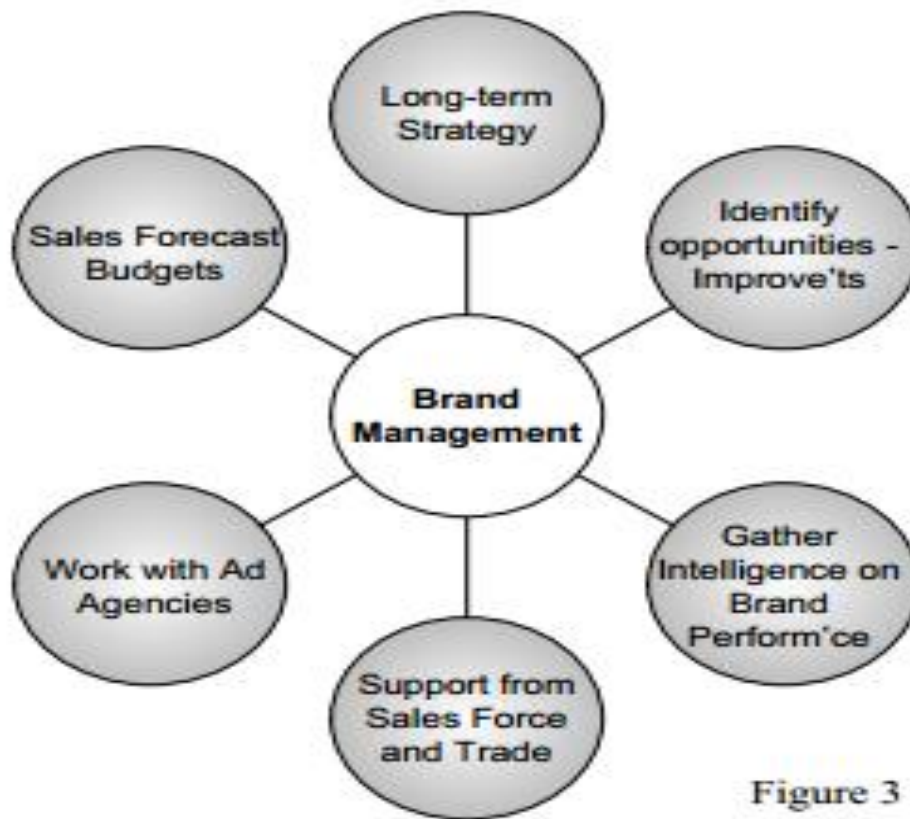 Long-term
Strategy
Sales Forecast
Budgets
Identify
opportunities -
Improve'ts
Brand
Management
Work with Ad
Agencies
Gather
Intelligence on
Brand
Perform'ce
Support from
Sales Force
and Trade
Figure 3